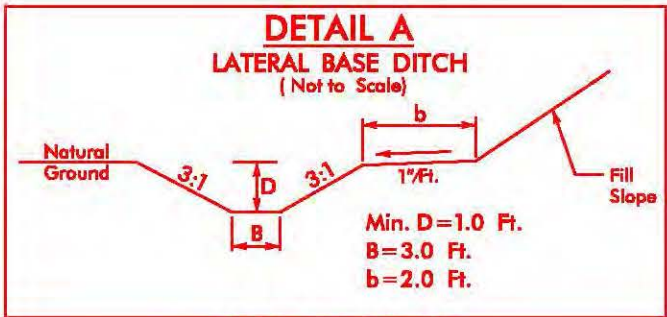 DETAIL A
LATERAL BASE DITCH
( Not to Scale)
b
Natural
Ground
3:1
D
3:1
1"/Ft.
B
Fill
Slope
Min. D=1.0 Ft.
B=3.0 Ft.
b=2.0 Ft.